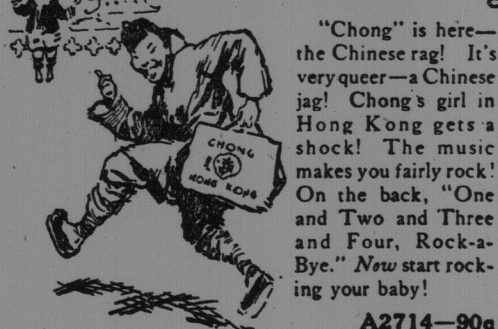 "Chong" is here—
the Chinese rag! It's
very queer—a Chinese
jag! Chong's girl in
Hong Kong gets a
shock! The music
makes you fairly rock!
On the back, "One
and Two and Three
and Four, Rock-a-
Bye." Now start rock-
ing your baby!
A2714—90c
CHONG
HONG KONG